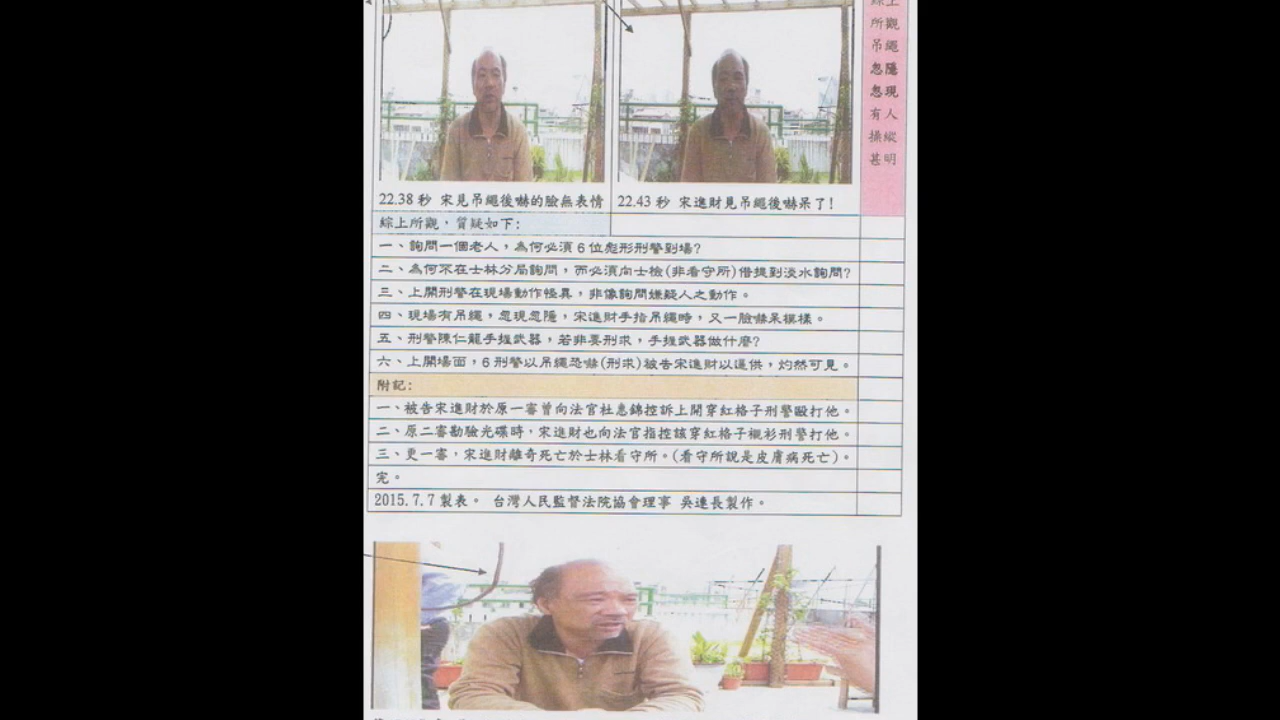 綜上
所觀
吊繩
忽隱
忽現
有人
操縱
甚明
22.38 秒 宋見吊繩後嚇的臉無表情
22.43 秒 宋進財見吊繩後嚇呆了!
綜上所觀，質疑如下:
一、詢問一個老人，為何必須 6 位彪形刑警到場?
二、為何不在士林分局詢問，而必須向士檢(非看守所)借提到淡水詢問?
三、上開刑警在現場動作怪異，非像詢問嫌疑人之動作。
四、現場有吊繩，忽現忽隱，宋進財手指吊繩時，又一臉嚇呆模樣。
五、刑警陳仁龍手握武器，若非要刑求，手握武器做什麼?
六、上開場面，6 刑警以吊繩恐嚇(刑求)被告宋進財以逼供，灼然可見。
附記:
一、被告宋進財於原一審曾向法官杜惠錦控訴上開穿紅格子刑警毆打他。
二、原二審勘驗光碟時，宋進財也向法官指控該穿紅格子襯衫刑警打他。
三、更一審，宋進財離奇死亡於士林看守所。(看守所說是皮膚病死亡)。
完。
2015.7.7 製表。 台灣人民監督法院協會理事 吳連長製作。